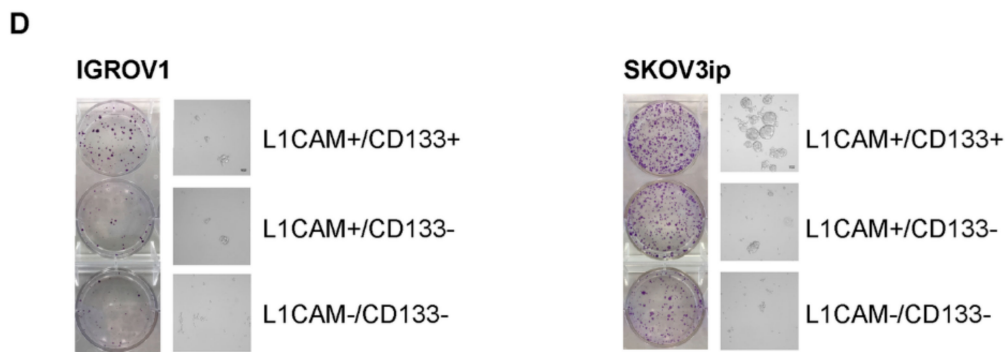 D
IGROV1
L1CAM+/CD133+
L1CAM+/CD133-
L1CAM-/CD133-
SKOV3ip
L1CAM+/CD133+
L1CAM+/CD133-
L1CAM-/CD133-